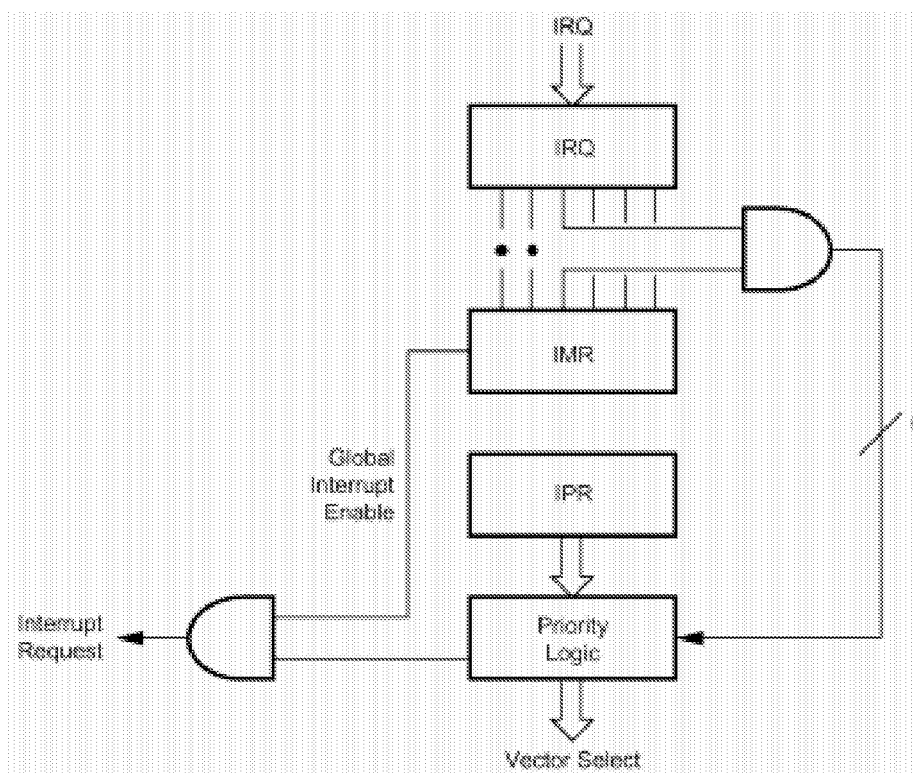 IRQ
IRQ
IMR
Global
Interrupt
Enable
IPR
Interrupt
Request
Priority
Logic
Vector Select